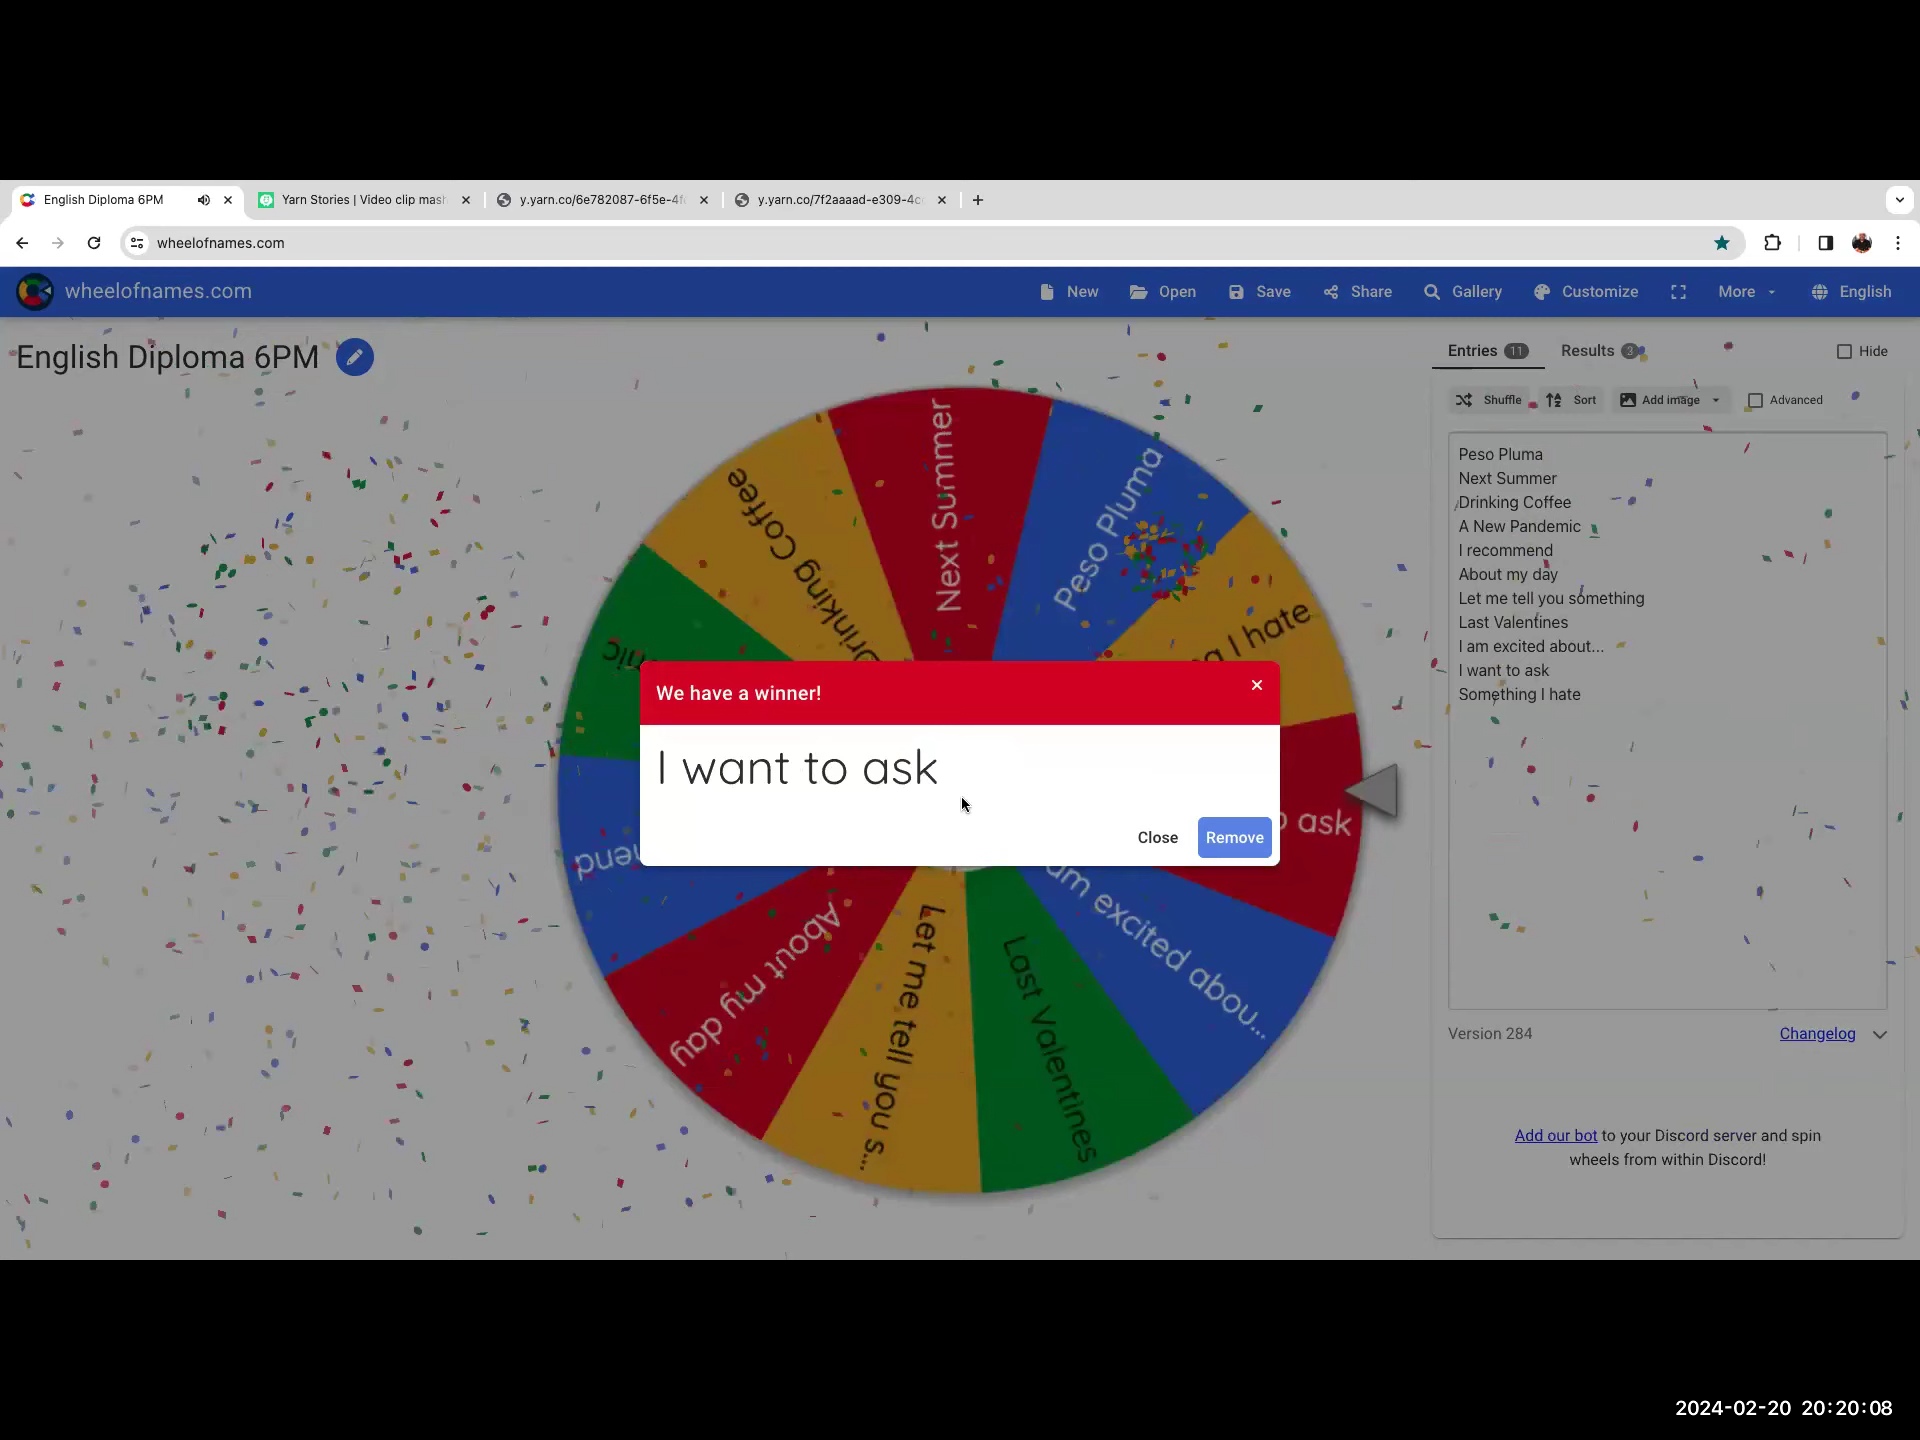 English Diploma 6PM
Yarn Stories | Video clip mas
y.yarn.co/6e782087-6f5e-4f
y.yarn.co/7f2aaaad-e309-4c
wheelofnames.com
wheelofnames.com
New
Open
Save
Share
Gallery
Customize
More
English
English Diploma 6PM
Entries 11
Results 2
Hide
Shuffle
Sort
Add image
Advanced
Peso Pluma
Next Summer
Drinking Coffee
A New Pandemic
I recommend
About my day
Let me tell you something
Last Valentines
I am excited about...
I want to ask
Something I hate
Next Summer
Peso Pluma
Drinking Coffee
I hate
ask
am excited abou...
Last Valentines
Let me tell you s...
About my day
We have a winner!
I want to ask
Close
Remove
Version 284
Changelog
Add our bot to your Discord server and spin
wheels from within Discord!
2024-02-20 20:20:08